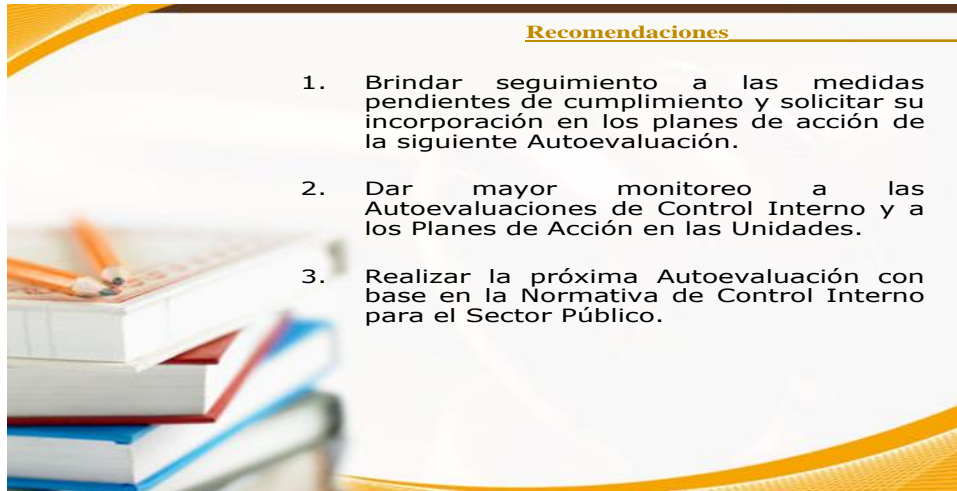 Recomendaciones
1. Brindar seguimiento a las medidas
pendientes de cumplimiento y solicitar su
incorporación en los planes de acción de
la siguiente Autoevaluación.
2. Dar mayor monitoreo a las
Autoevaluaciones de Control Interno y a
los Planes de Acción en las Unidades.
3. Realizar la próxima Autoevaluación con
base en la Normativa de Control Interno
para el Sector Público.